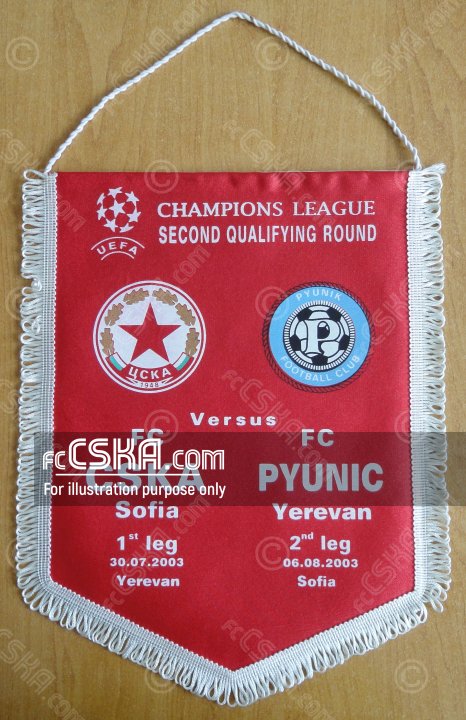 CHAMPIONS LEAGUE
SECOND QUALIFYING ROUND
UEFA
PYUNIK
FOOTBALL CLUB
ЦСКА
1948
Versus
FC FC
fcCSKA.com
CSKA PYUNIC
For illustration purpose only
Sofia Yerevan
1st leg 2nd leg
30.07.2003 06.08.2003
Yerevan Sofia